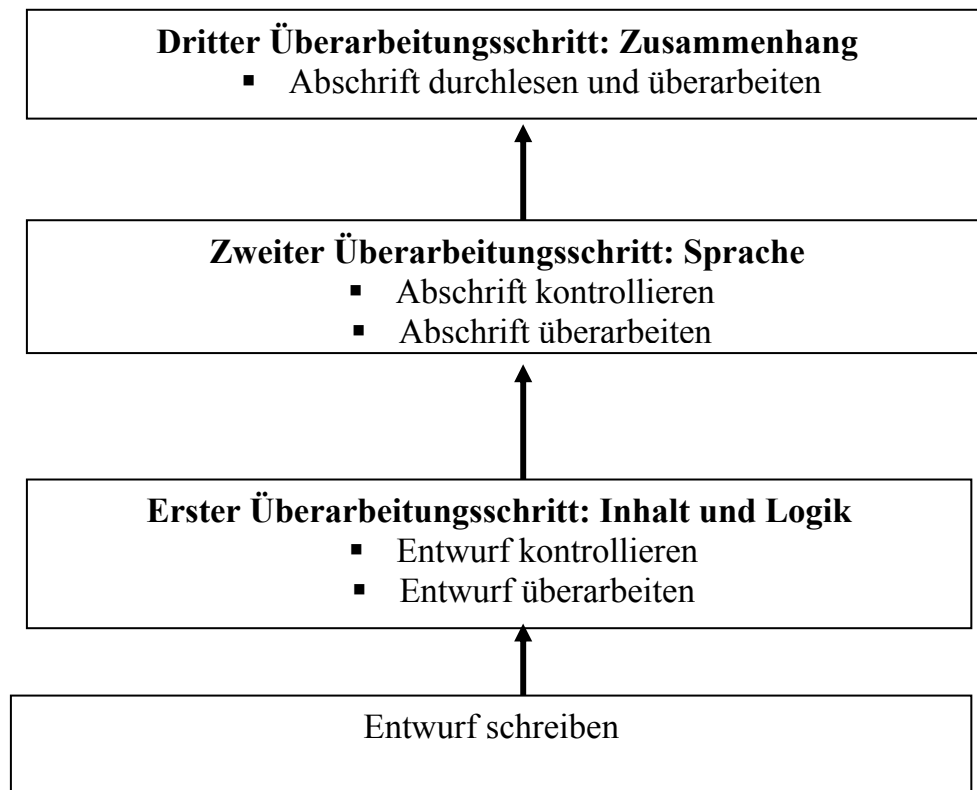 Dritter Überarbeitungsschritt: Zusammenhang
▪ Abschrift durchlesen und überarbeiten
Zweiter Überarbeitungsschritt: Sprache
▪ Abschrift kontrollieren
▪ Abschrift überarbeiten
Erster Überarbeitungsschritt: Inhalt und Logik
▪ Entwurf kontrollieren
▪ Entwurf überarbeiten
Entwurf schreiben